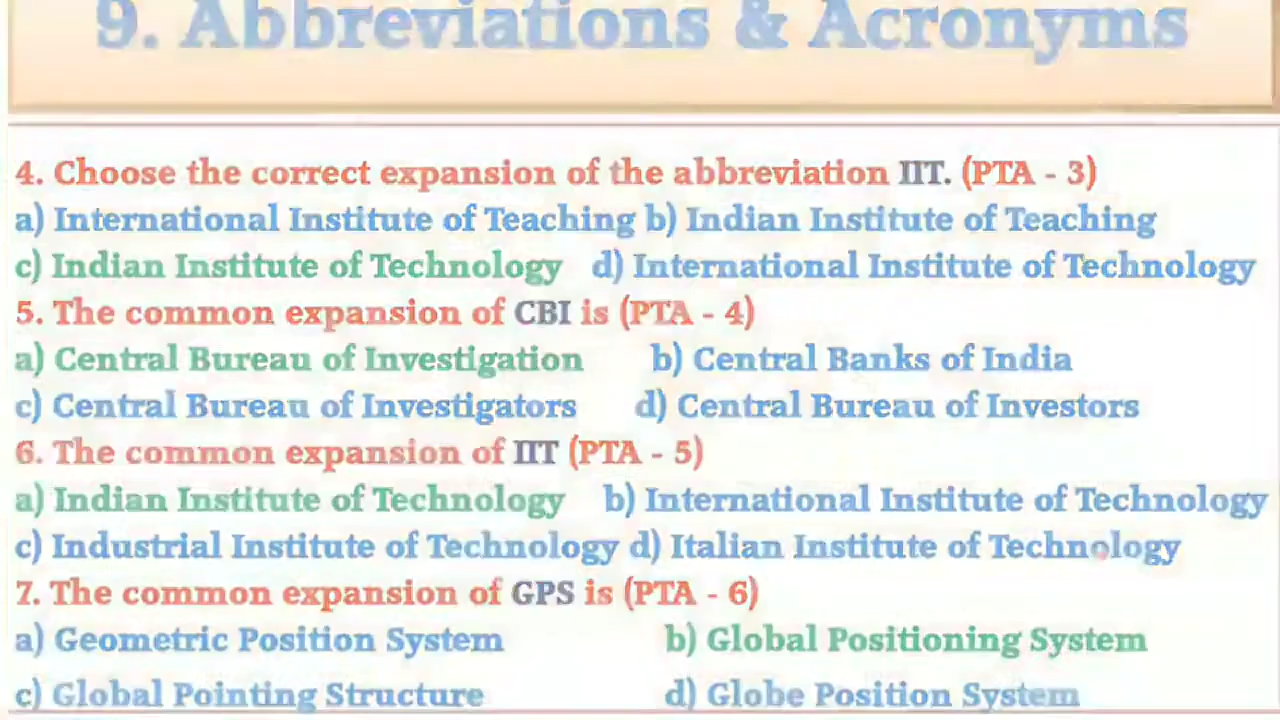 9. Abbreviations & Acronyms
4. Choose the correct expansion of the abbreviation IIT. (PTA - 3)
a) International Institute of Teaching b) Indian Institute of Teaching
c) Indian Institute of Technology d) International Institute of Technology
5. The common expansion of CBI is (PTA - 4)
a) Central Bureau of Investigation b) Central Banks of India
c) Central Bureau of Investigators d) Central Bureau of Investors
6. The common expansion of IIT (PTA - 5)
a) Indian Institute of Technology b) International Institute of Technology
c) Industrial Institute of Technology d) Italian Institute of Technology
7. The common expansion of GPS is (PTA - 6)
a) Geometric Position System b) Global Positioning System
c) Global Pointing Structure d) Globe Position System